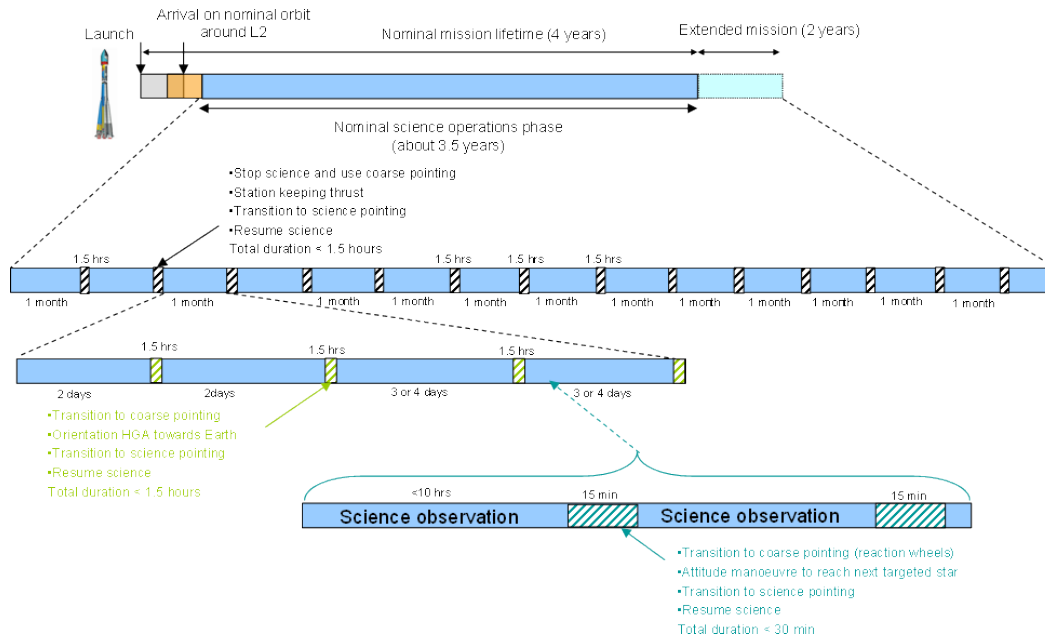 Arrival on nominal orbit
around L2
Launch
Nominal mission lifetime (4 years)
Extended mission (2 years)
Nominal science operations phase
(about 3.5 years)
▪Stop science and use coarse pointing
▪Station keeping thrust
▪Transition to science pointing
▪Resume science
Total duration < 1.5 hours
1.5 hrs
1.5 hrs
1.5 hrs
1.5 hrs
1 month
1 month
1 month
1 month
1 month
1 month
1 month
1 month
1 month
1 month
1 month
1.5 hrs
1.5 hrs
1.5 hrs
2 days
2days
3 or 4 days
3 or 4 days
▪Transition to coarse pointing
▪Orientation HGA towards Earth
▪Transition to science pointing
▪Resume science
Total duration < 1.5 hours
<10 hrs
15 min
15 min
Science observation
Science observation
▪Transition to coarse pointing (reaction wheels)
▪Attitude manoeuvre to reach next targeted star
▪Transition to science pointing
▪Resume science
Total duration < 30 min